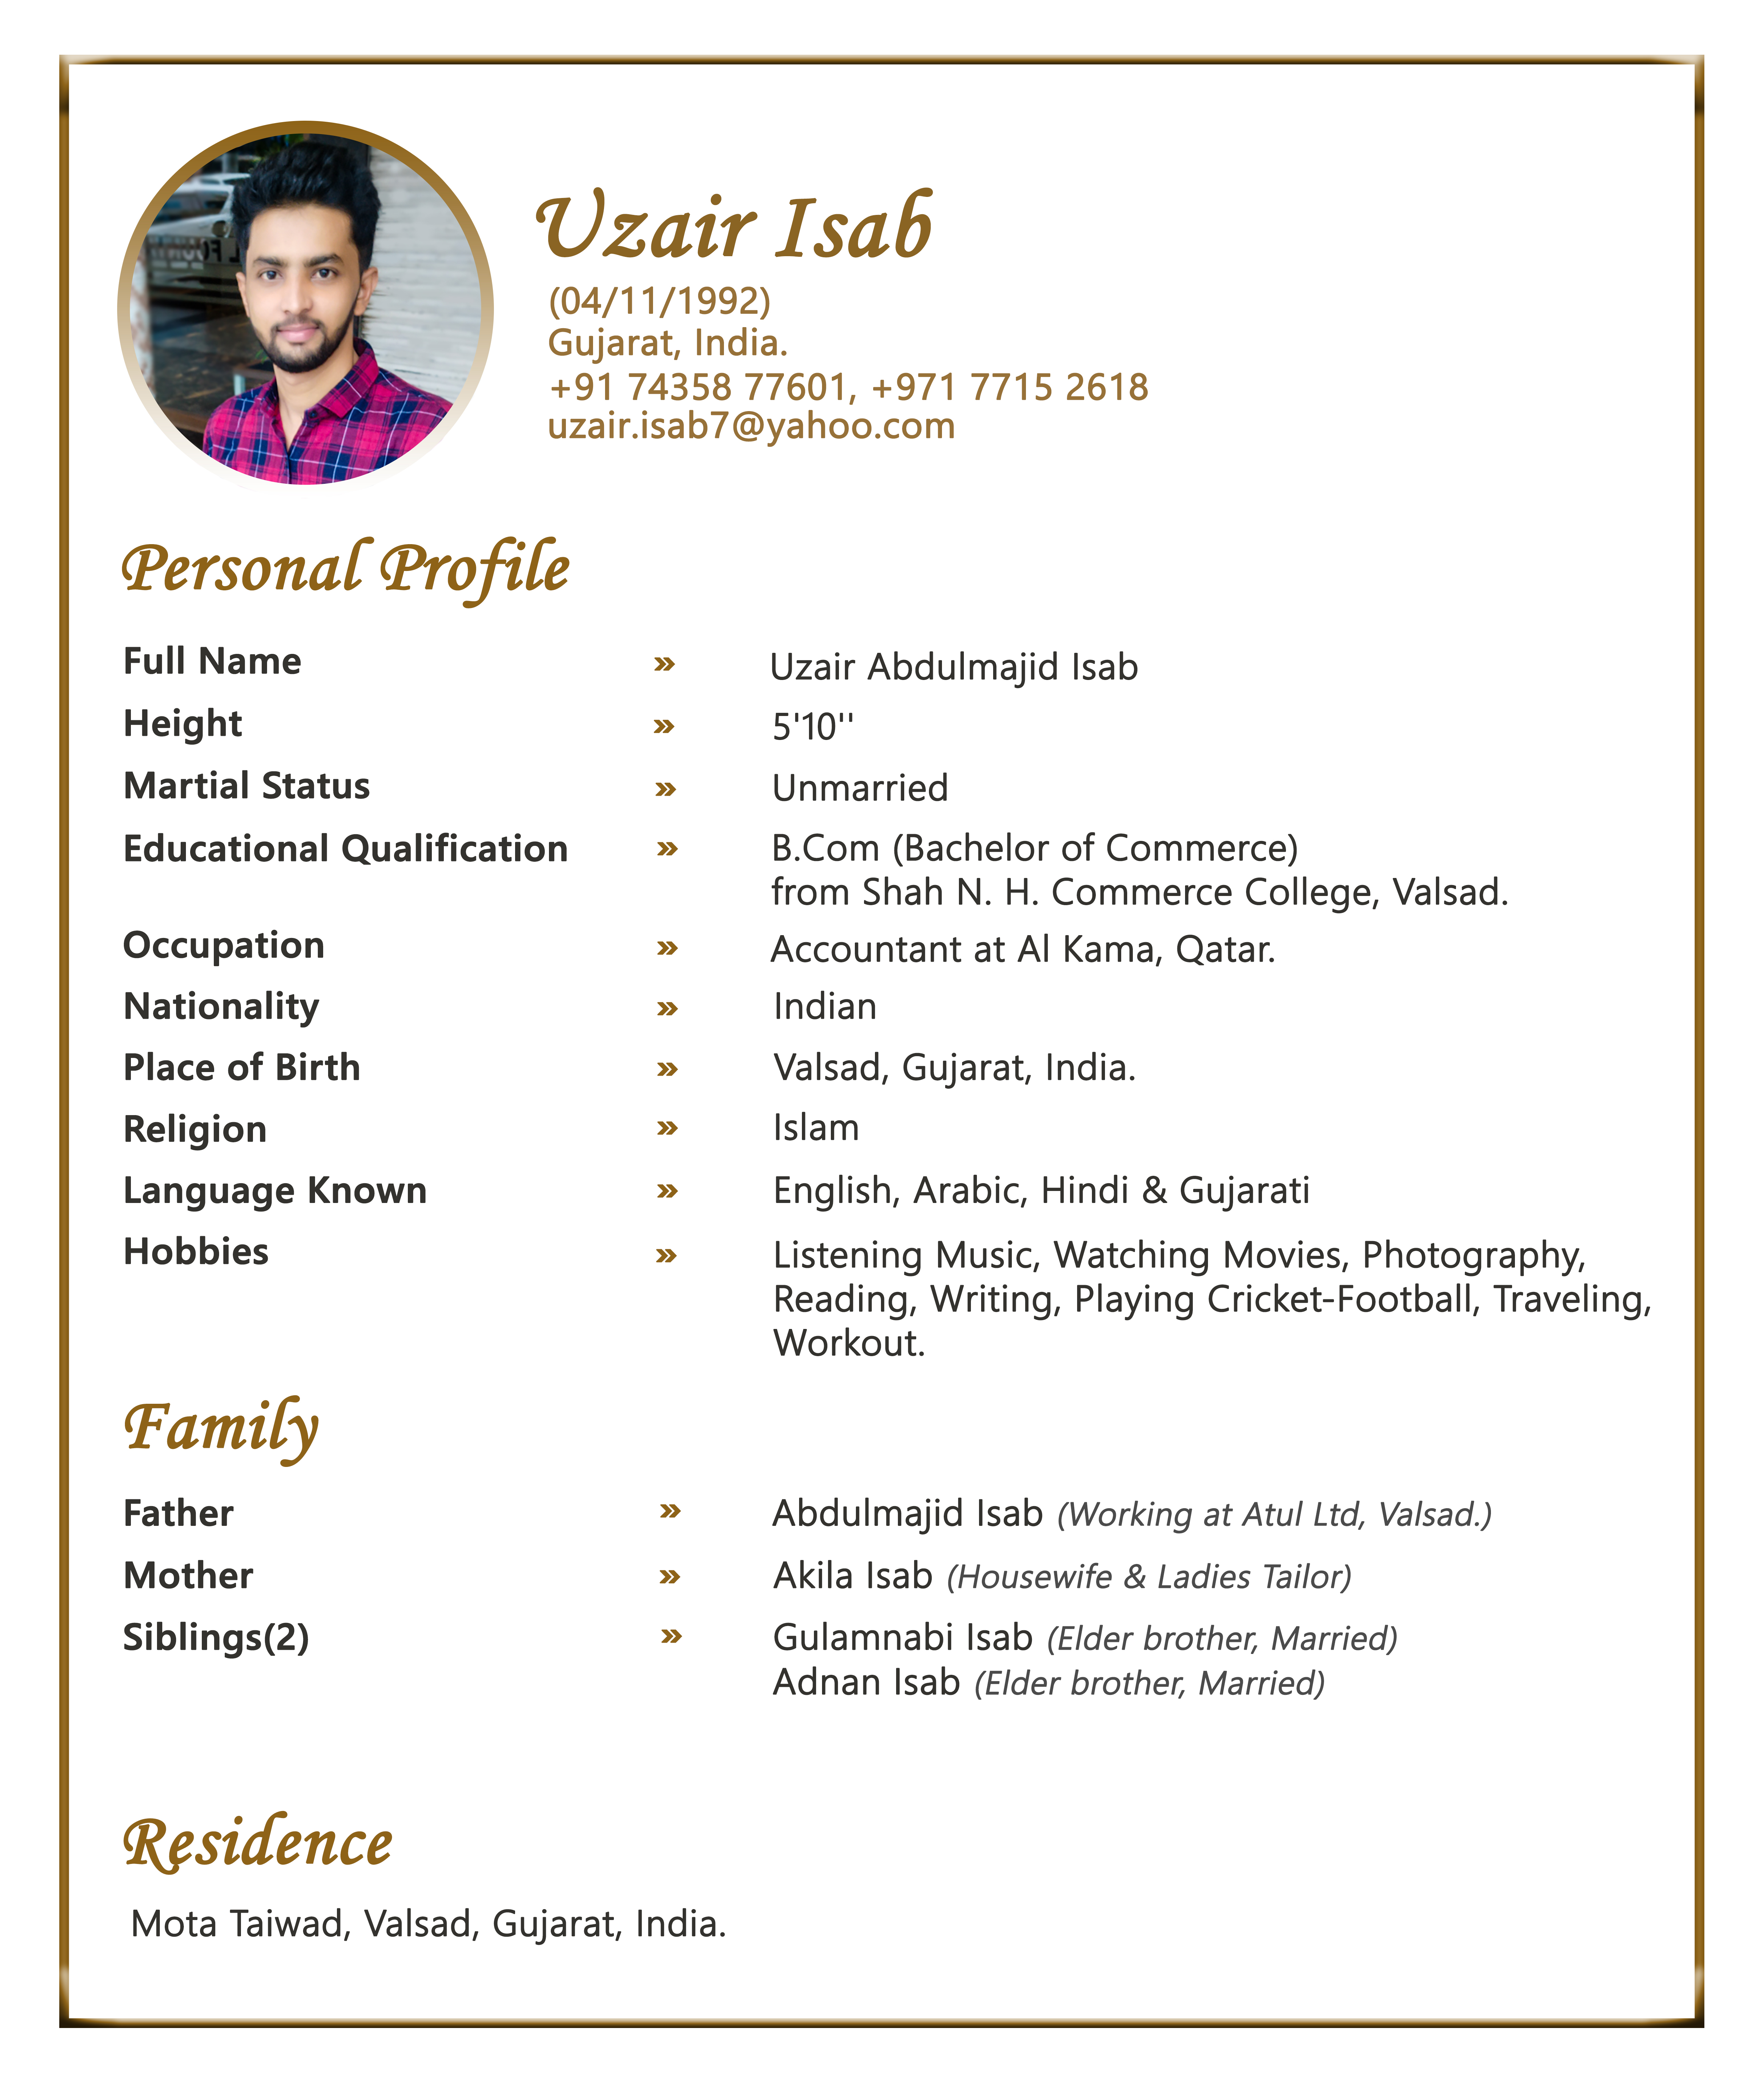 Uzair Isab
(04/11/1992)
Gujarat, India.
+91 74358 77601, +971 7715 2618
uzair.isab7@yahoo.com
Personal Profile
Full Name » Uzair Abdulmajid Isab
Height » 5'10''
Martial Status » Unmarried
Educational Qualification » B.Com (Bachelor of Commerce)
from Shah N. H. Commerce College, Valsad.
Occupation » Accountant at Al Kama, Qatar.
Nationality » Indian
Place of Birth » Valsad, Gujarat, India.
Religion » Islam
Language Known » English, Arabic, Hindi & Gujarati
Hobbies » Listening Music, Watching Movies, Photography,
Reading, Writing, Playing Cricket-Football, Traveling,
Workout.
Family
Father » Abdulmajid Isab (Working at Atul Ltd, Valsad.)
Mother » Akila Isab (Housewife & Ladies Tailor)
Siblings(2) » Gulamnabi Isab (Elder brother, Married)
Adnan Isab (Elder brother, Married)
Residence
Mota Taiwad, Valsad, Gujarat, India.